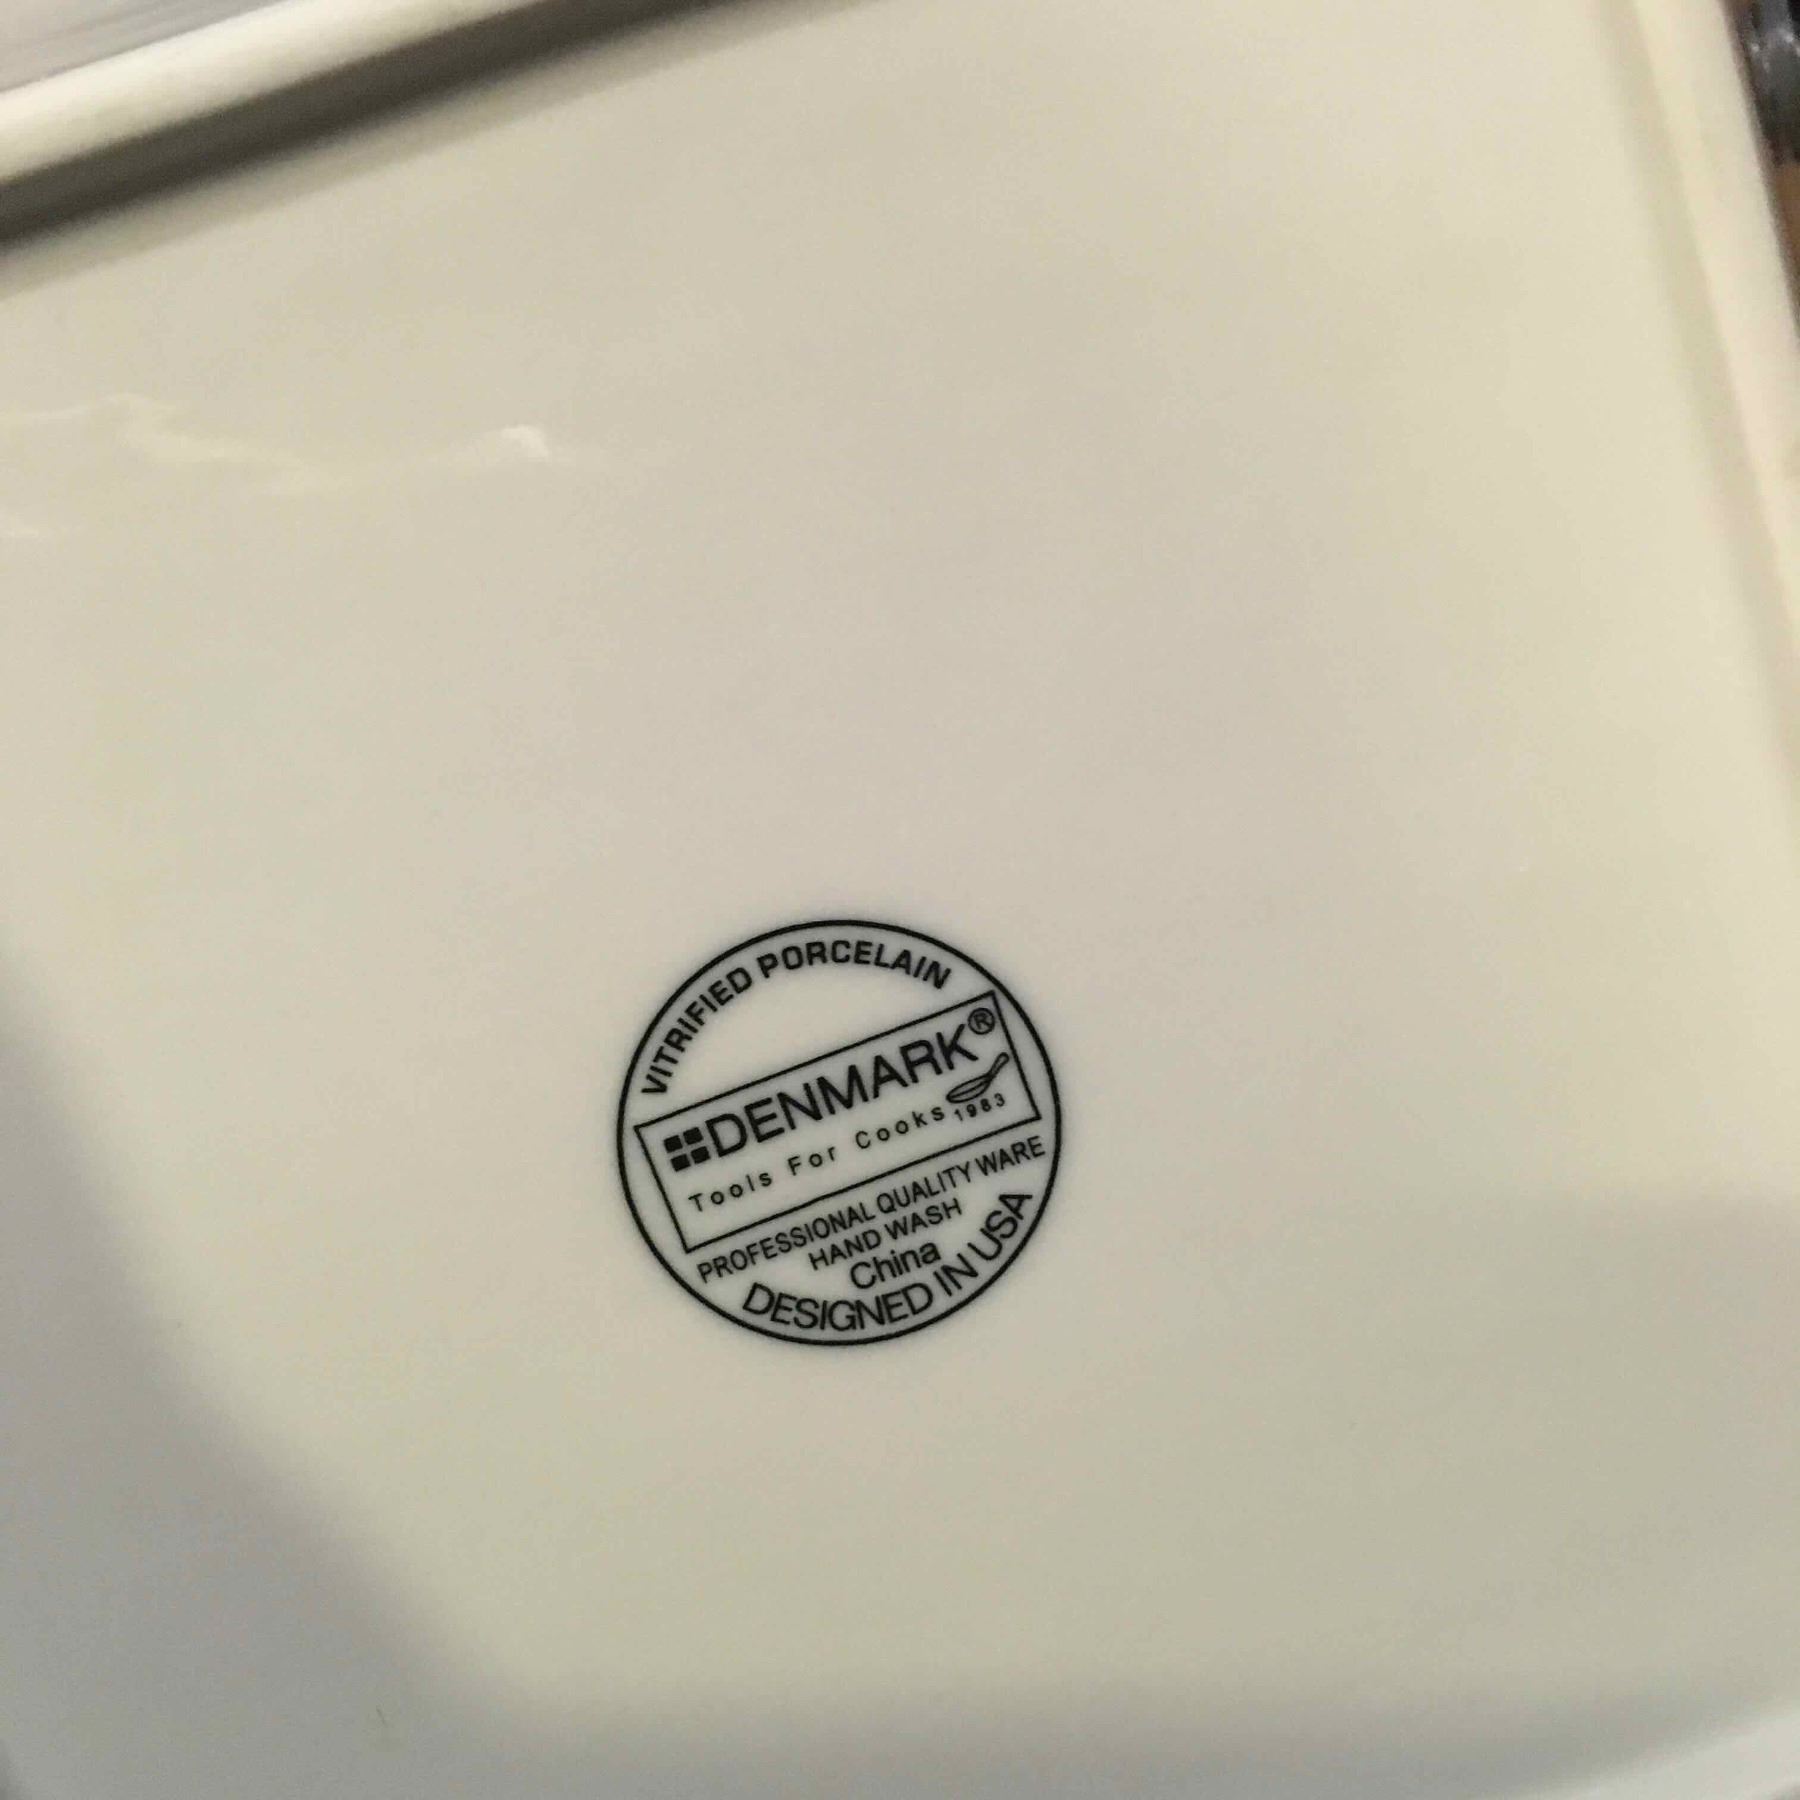 VITRIFIED PORCELAIN
DENMARK®
Tools For Cooks
1983
PROFESSIONAL QUALITY WARE
HAND WASH
China
DESIGNED IN USA